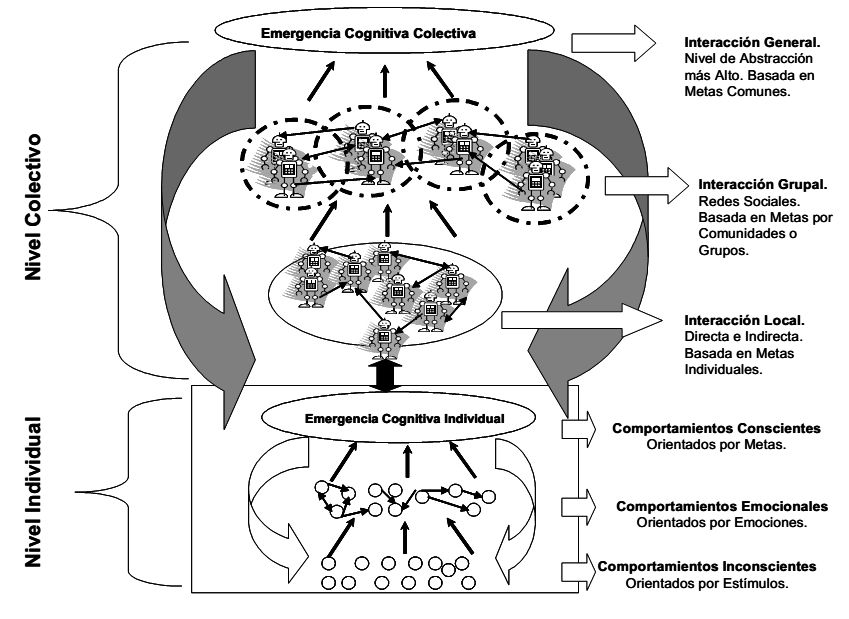 Emergencia Cognitiva Colectiva
Interacción General.
Nivel de Abstracción
más Alto. Basada en
Metas Comunes.
Nivel Colectivo
Interacción Grupal.
Redes Sociales.
Basada en Metas por
Comunidades o
Grupos.
Interacción Local.
Directa e Indirecta.
Basada en Metas
Individuales.
Nivel Individual
Emergencia Cognitiva Individual
Comportamientos Conscientes
Orientados por Metas.
Comportamientos Emocionales
Orientados por Emociones.
Comportamientos Inconscientes
Orientados por Estímulos.